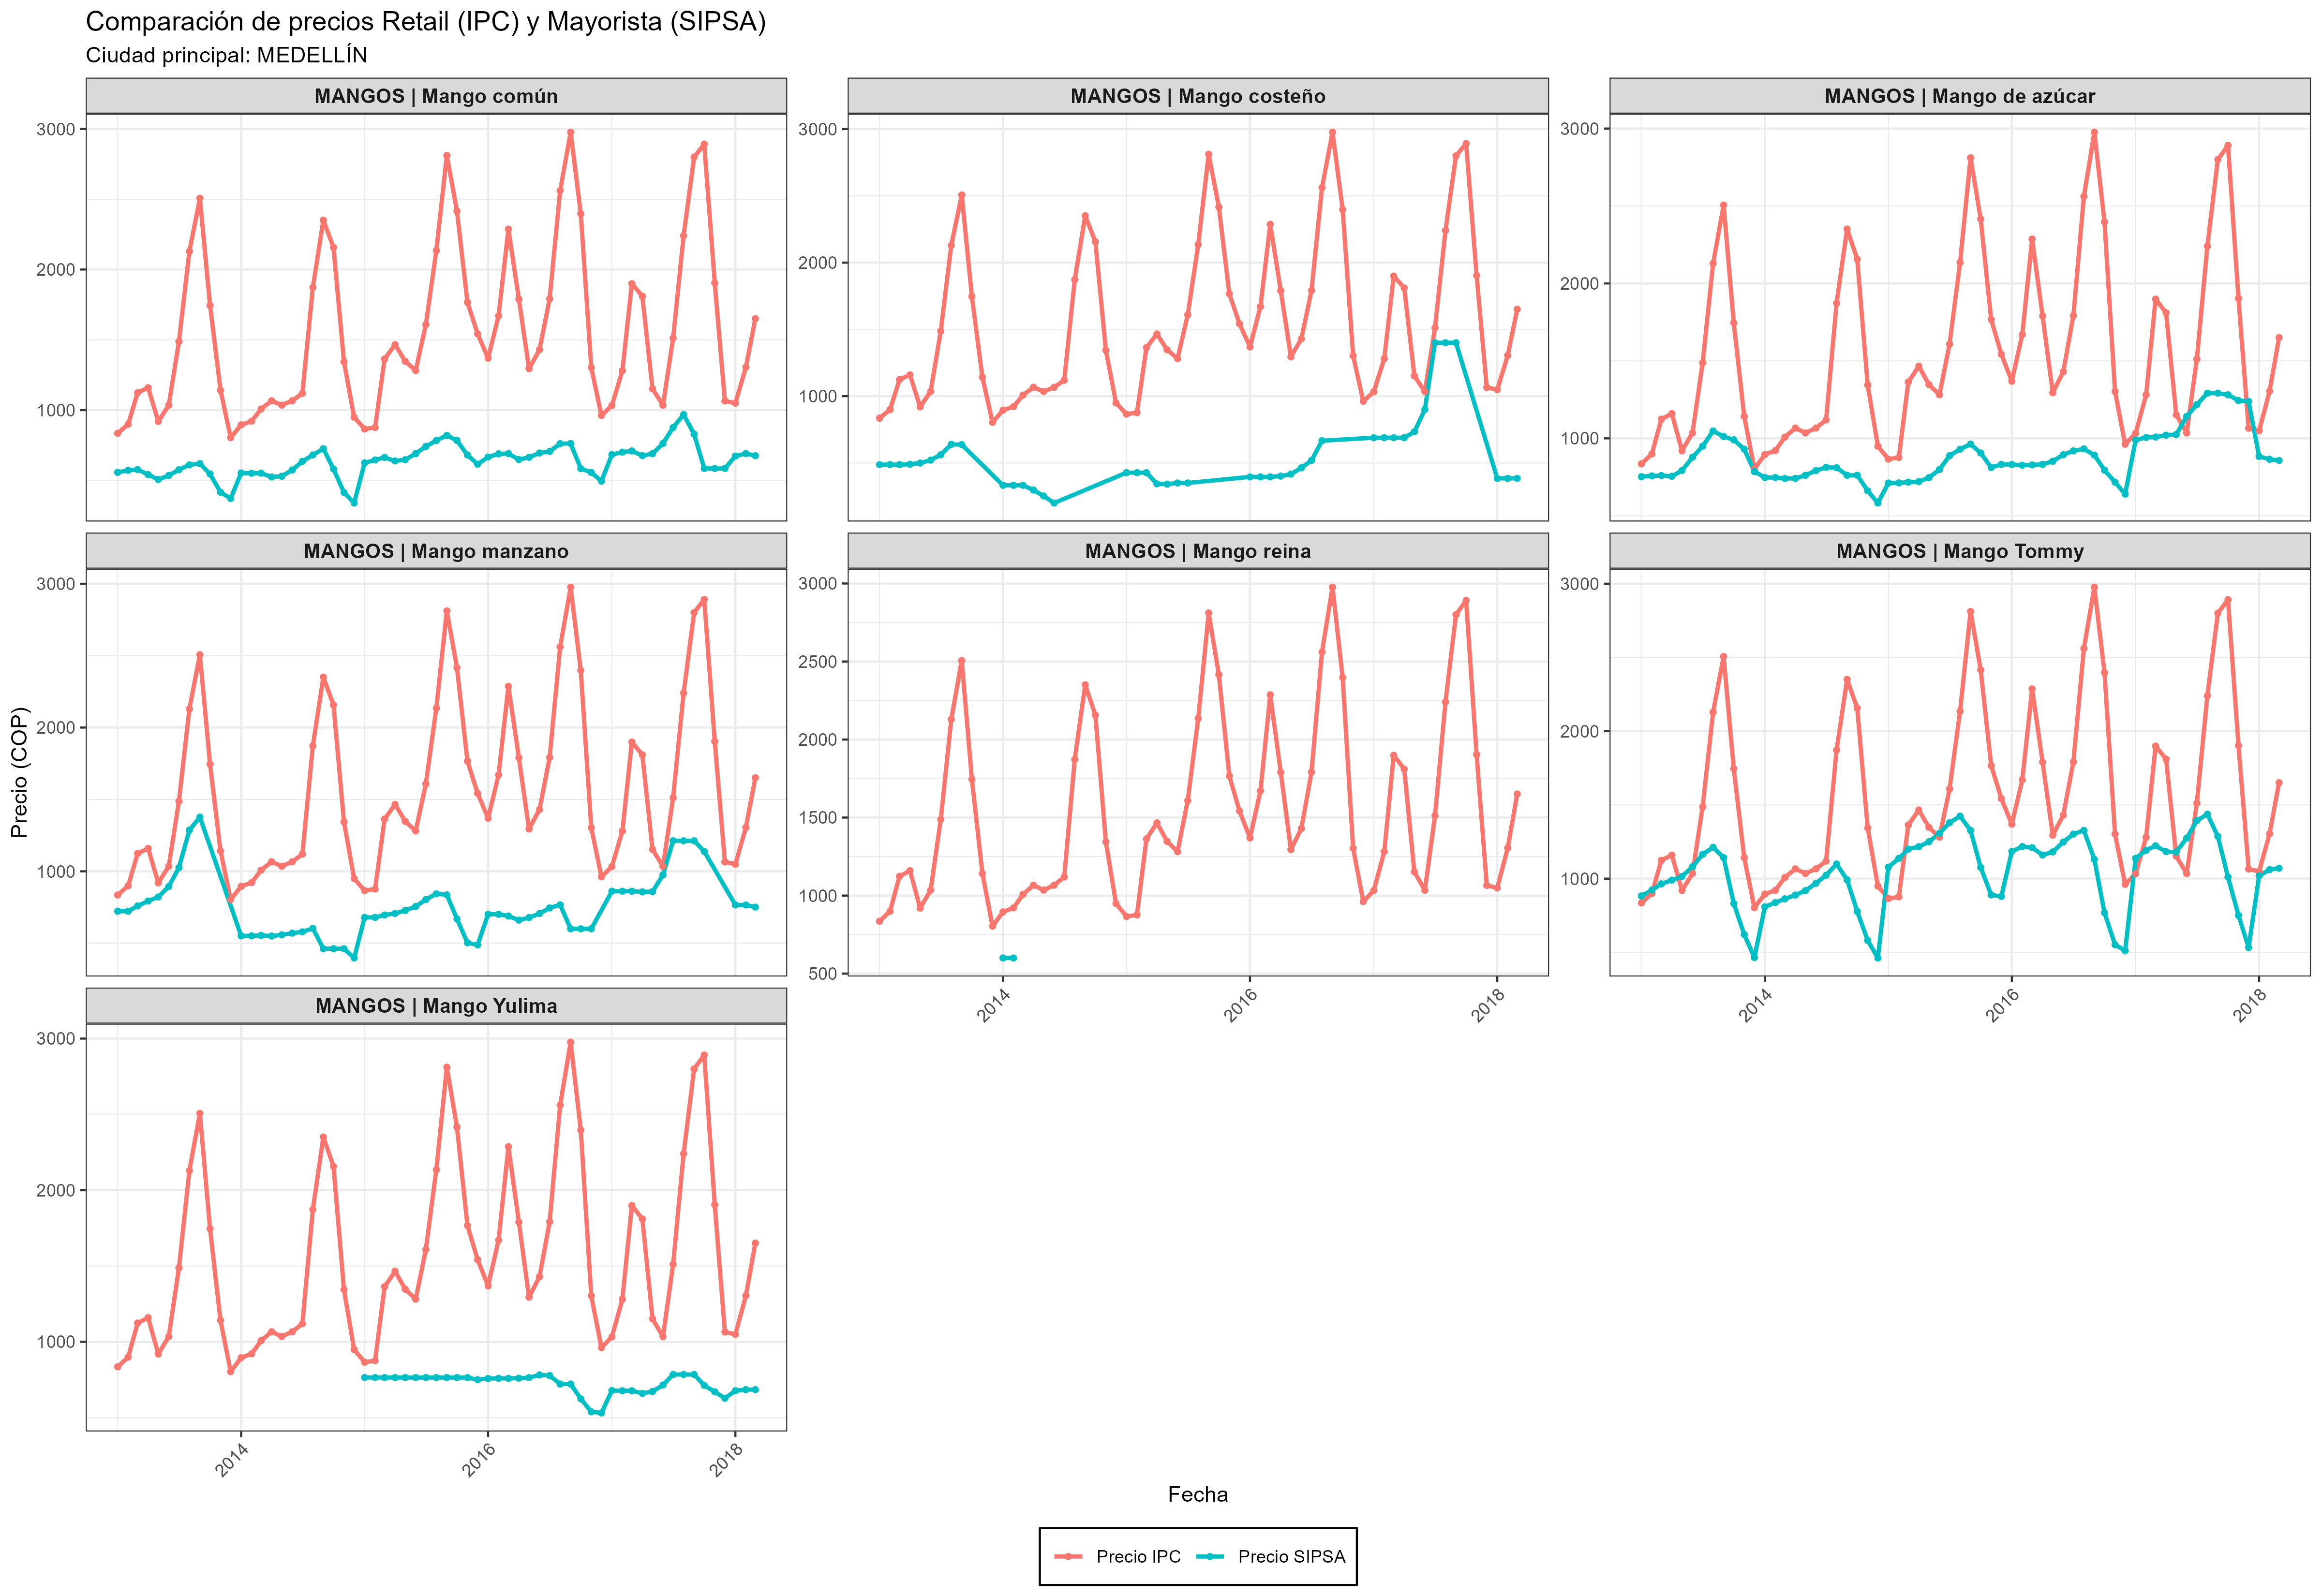 Comparación de precios Retail (IPC) y Mayorista (SIPSA)
Ciudad principal: MEDELLÍN
MANGOS | Mango común
MANGOS | Mango costeño
MANGOS | Mango de azúcar
3000
2000
1000
3000
2000
1000
3000
2000
1000
MANGOS | Mango manzano
MANGOS | Mango reina
MANGOS | Mango Tommy
Precio (COP)
3000
2000
1000
3000
2500
2000
1500
1000
500
3000
2000
1000
2014
2016
2018
2014
2016
2018
MANGOS | Mango Yulima
3000
2000
1000
2014
2016
2018
Fecha
Precio IPC
Precio SIPSA